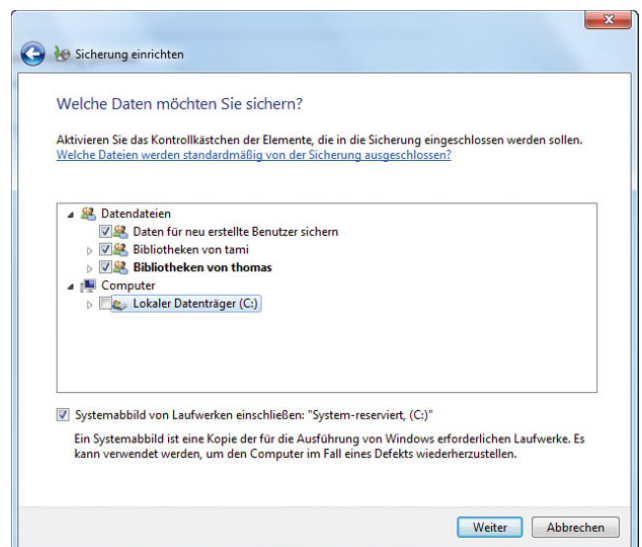 Sicherung einrichten
Welche Daten möchten Sie sichern?
Aktivieren Sie das Kontrollkästchen der Elemente, die in die Sicherung eingeschlossen werden sollen.
Welche Dateien werden standardmäßig von der Sicherung ausgeschlossen?
Datendateien
Daten für neu erstellte Benutzer sichern
Bibliotheken von tami
Bibliotheken von thomas
Computer
Lokaler Datenträger (C:)
Systemabbild von Laufwerken einschließen: "System-reserviert, (C:)"
Ein Systemabbild ist eine Kopie der für die Ausführung von Windows erforderlichen Laufwerke. Es
kann verwendet werden, um den Computer im Fall eines Defekts wiederherzustellen.
Weiter Abbrechen